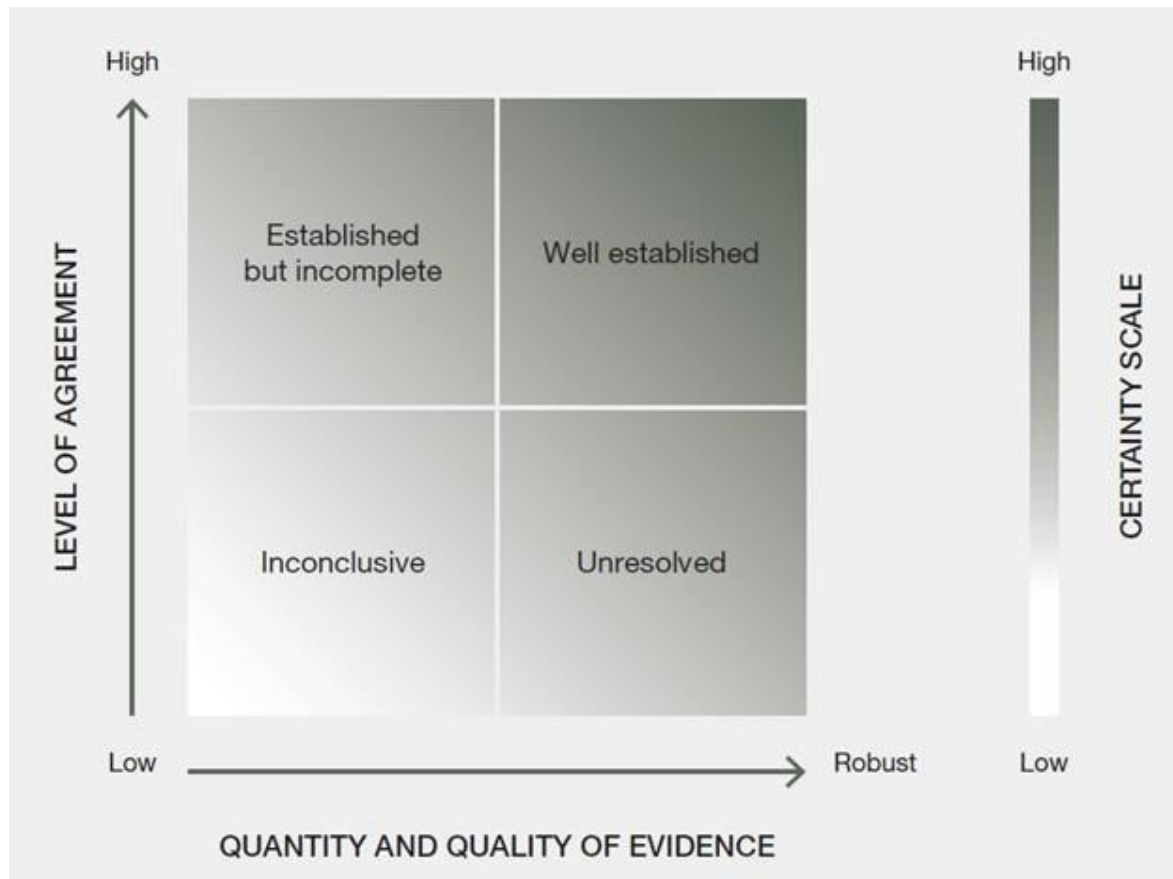 High
High
Established
but incomplete
Well established
LEVEL OF AGREEMENT
CERTAINTY SCALE
Inconclusive
Unresolved
Low
Robust
Low
QUANTITY AND QUALITY OF EVIDENCE